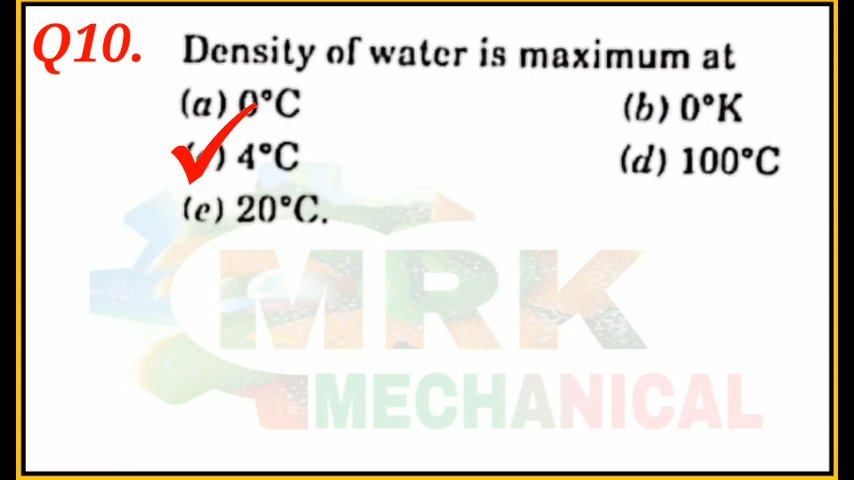 Q10. Density of water is maximum at
(a) 0°C (b) 0°K
) 4°C (d) 100°C
(e) 20°C.
MRK
MECHANICAL